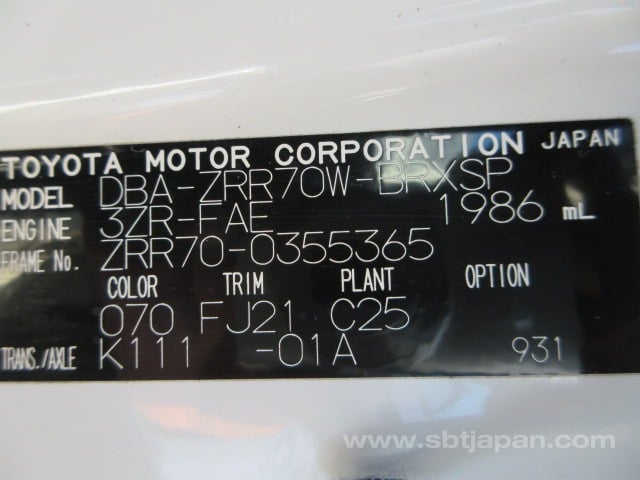 TOYOTA MOTOR CORPORATION JAPAN
MODEL DBA-ZRR70W-BRXSP
ENGINE 3ZR-FAE 1986 mL
FRAME No. ZRR70-0355365
COLOR TRIM PLANT OPTION
070 FJ21 C25
TRANS./AXLE K111 -01A 931
www.sbtjapan.com